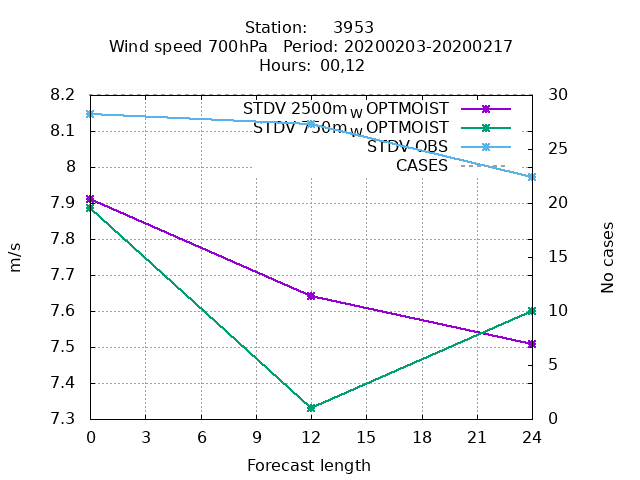 Station: 3953
Wind speed 700hPa Period: 20200203-20200217
Hours: 00,12
8.2
8.1
8
7.9
7.8
7.7
7.6
7.5
7.4
7.3
m/s
STDV 2500m W OPTMOIST
STDV 750m W OPTMOIST
STDV OBS
CASES
30
25
20
15
10
5
0
No cases
0 3 6 9 12 15 18 21 24
Forecast length